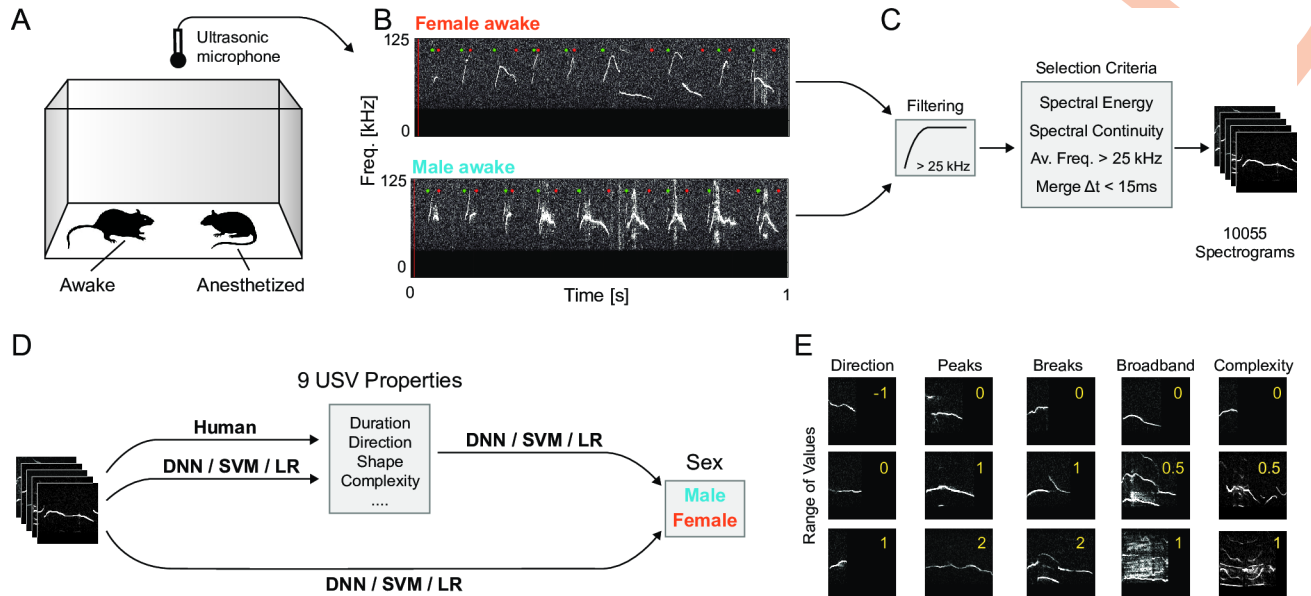 A
Ultrasonic
microphone
Awake
Anesthetized
B
Female awake
125
0
Male awake
125
0
Freq. [kHz]
0
Time [s]
1
C
Filtering
> 25 kHz
Selection Criteria
Spectral Energy
Spectral Continuity
Av. Freq. > 25 kHz
Merge Δt < 15ms
10055
Spectrograms
D
9 USV Properties
Human
DNN / SVM / LR
Duration
Direction
Shape
Complexity
....
DNN / SVM / LR
Sex
Male
Female
DNN / SVM / LR
E
Direction Peaks Breaks Broadband Complexity
Range of Values
-1 0 0 0 0
0 1 1 0.5 0.5
1 2 2 1 1